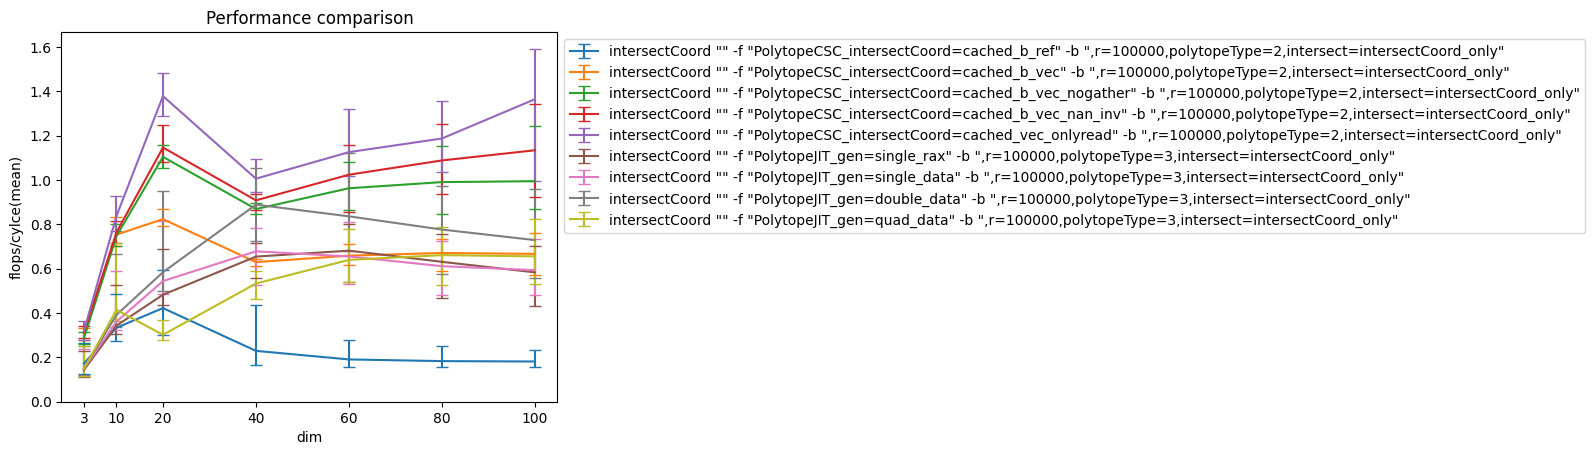 Performance comparison
flops/cylce(mean)
1.6
1.4
1.2
1.0
0.8
0.6
0.4
0.2
0.0
3 10 20 40 60 80 100
dim
intersectCoord "" -f "PolytopeCSC_intersectCoord=cached_b_ref" -b ",r=100000,polytopeType=2,intersect=intersectCoord_only"
intersectCoord "" -f "PolytopeCSC_intersectCoord=cached_b_vec" -b ",r=100000,polytopeType=2,intersect=intersectCoord_only"
intersectCoord "" -f "PolytopeCSC_intersectCoord=cached_b_vec_nogather" -b ",r=100000,polytopeType=2,intersect=intersectCoord_only"
intersectCoord "" -f "PolytopeCSC_intersectCoord=cached_b_vec_nan_inv" -b ",r=100000,polytopeType=2,intersect=intersectCoord_only"
intersectCoord "" -f "PolytopeCSC_intersectCoord=cached_vec_onlyread" -b ",r=100000,polytopeType=2,intersect=intersectCoord_only"
intersectCoord "" -f "PolytopeJIT_gen=single_rax" -b ",r=100000,polytopeType=3,intersect=intersectCoord_only"
intersectCoord "" -f "PolytopeJIT_gen=single_data" -b ",r=100000,polytopeType=3,intersect=intersectCoord_only"
intersectCoord "" -f "PolytopeJIT_gen=double_data" -b ",r=100000,polytopeType=3,intersect=intersectCoord_only"
intersectCoord "" -f "PolytopeJIT_gen=quad_data" -b ",r=100000,polytopeType=3,intersect=intersectCoord_only"